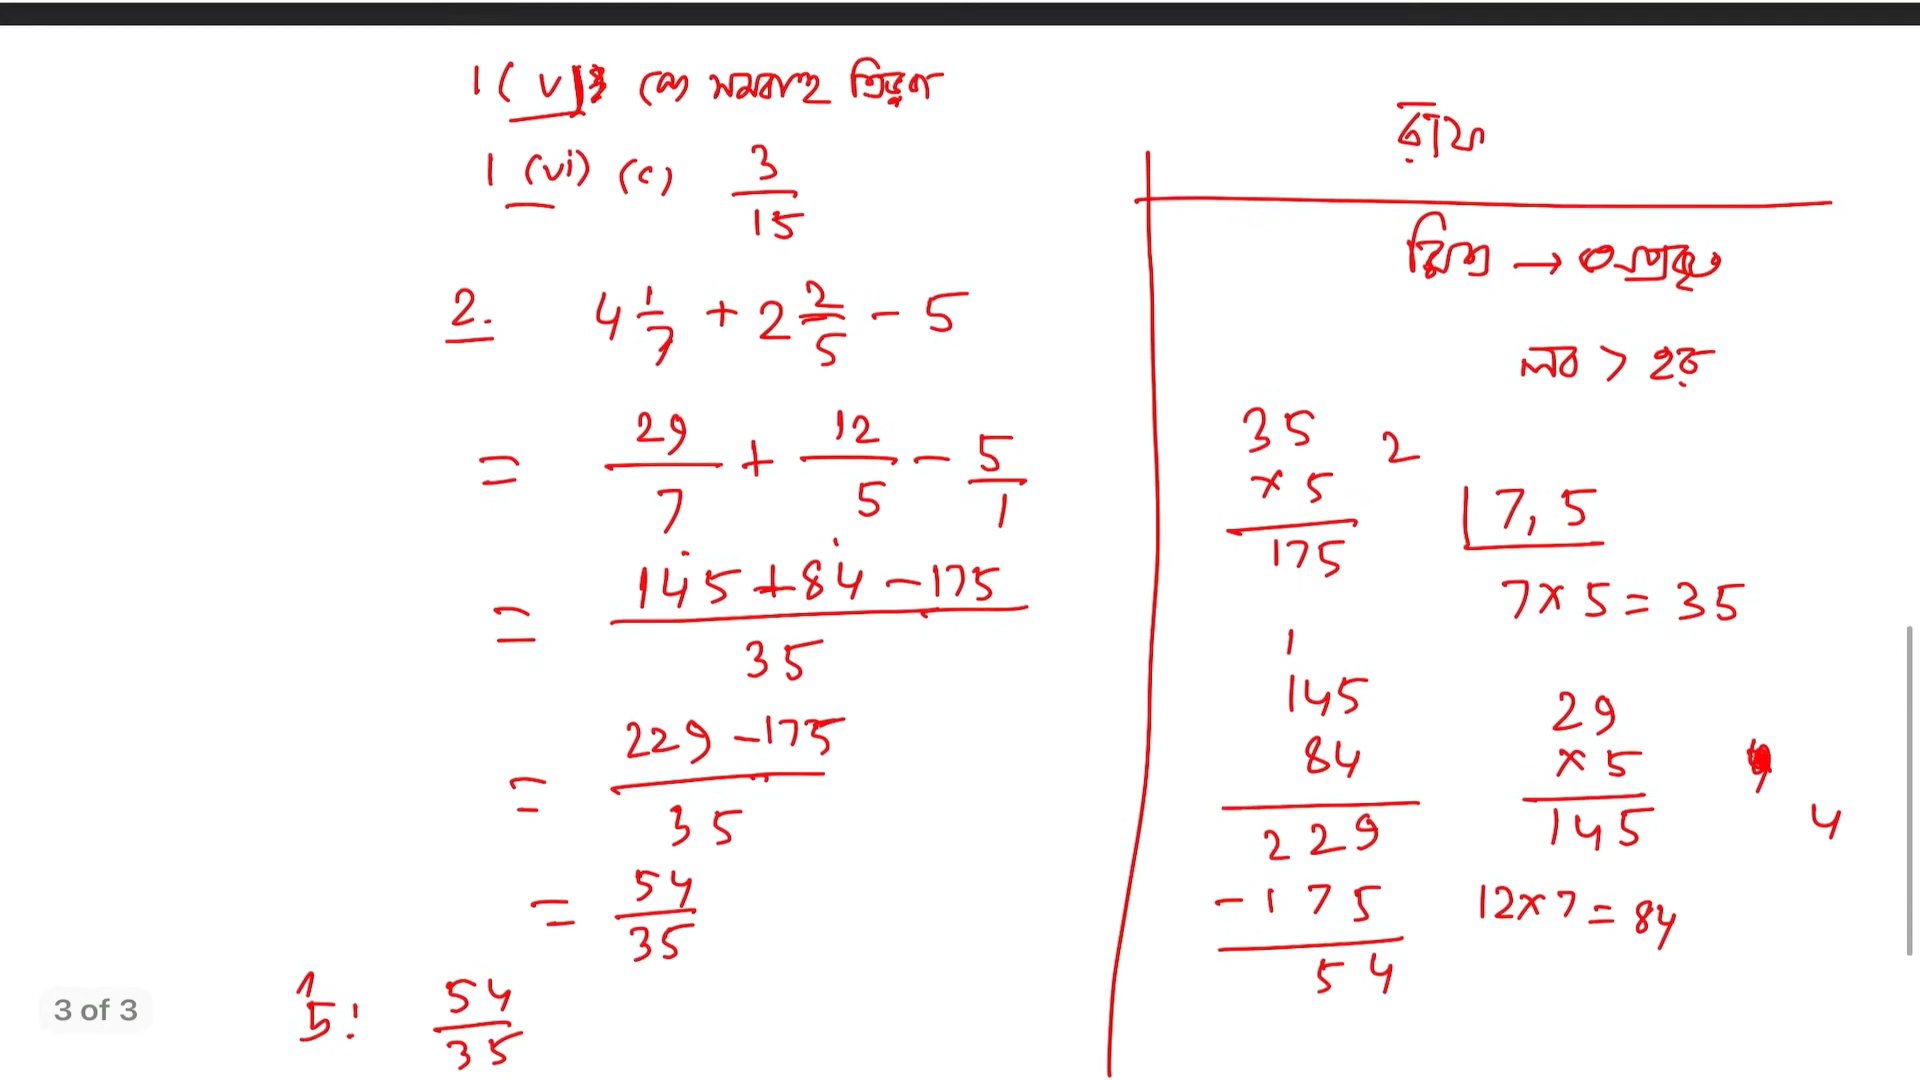 1 (v) (b) সমবাহু ত্রিভুজ
1 (vi) (c) 3/15
2. 4 1/7 + 2 2/5 - 5
= 29/7 + 12/5 - 5/1
= (145 + 84 - 175)/35
= (229 - 175)/35
= 54/35
উ: 54/35
রাফ
মিশ্র → অপ্রকৃত
লব > হর
35
× 5
175
2
7, 5
7 × 5 = 35
1
145
84
229
- 175
54
29
× 5
145
4
12 × 7 = 84
3 of 3